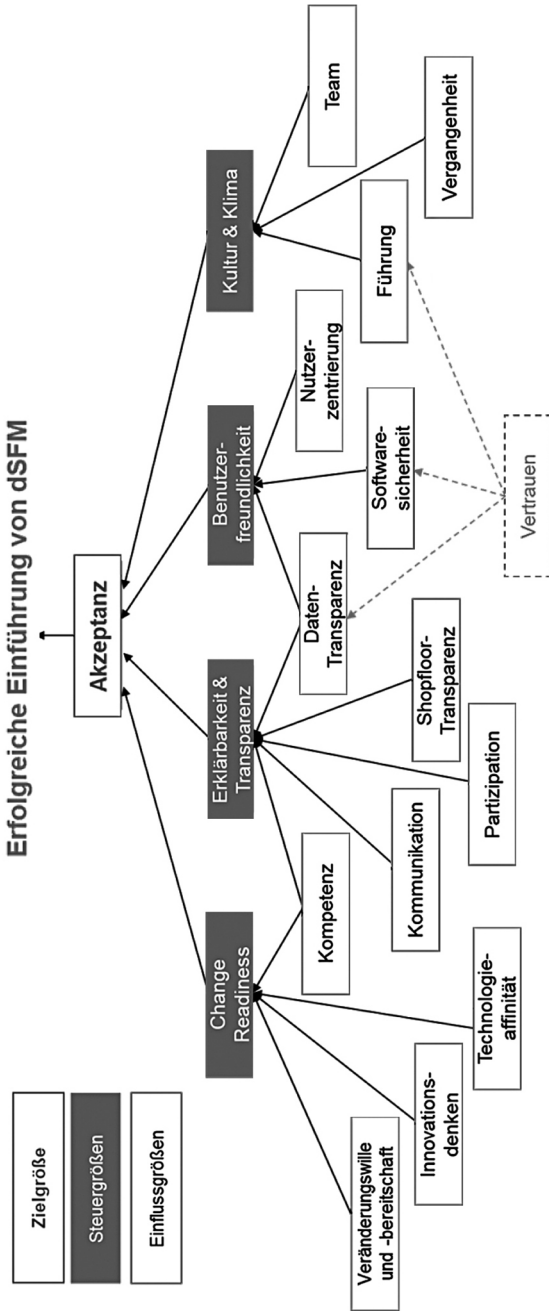 Erfolgreiche Einführung von dSFM
Zielgröße
Steuergrößen
Einflussgrößen
Akzeptanz
Change
Readiness
Erklärbarkeit &
Transparenz
Benutzer-
freundlichkeit
Kultur & Klima
Veränderungswille
und -bereitschaft
Innovations-
denken
Technologie-
affinität
Kompetenz
Kommunikation
Partizipation
Shopfloor-
Transparenz
Daten-
Transparenz
Software-
sicherheit
Nutzer-
zentrierung
Führung
Vergangenheit
Team
Vertrauen